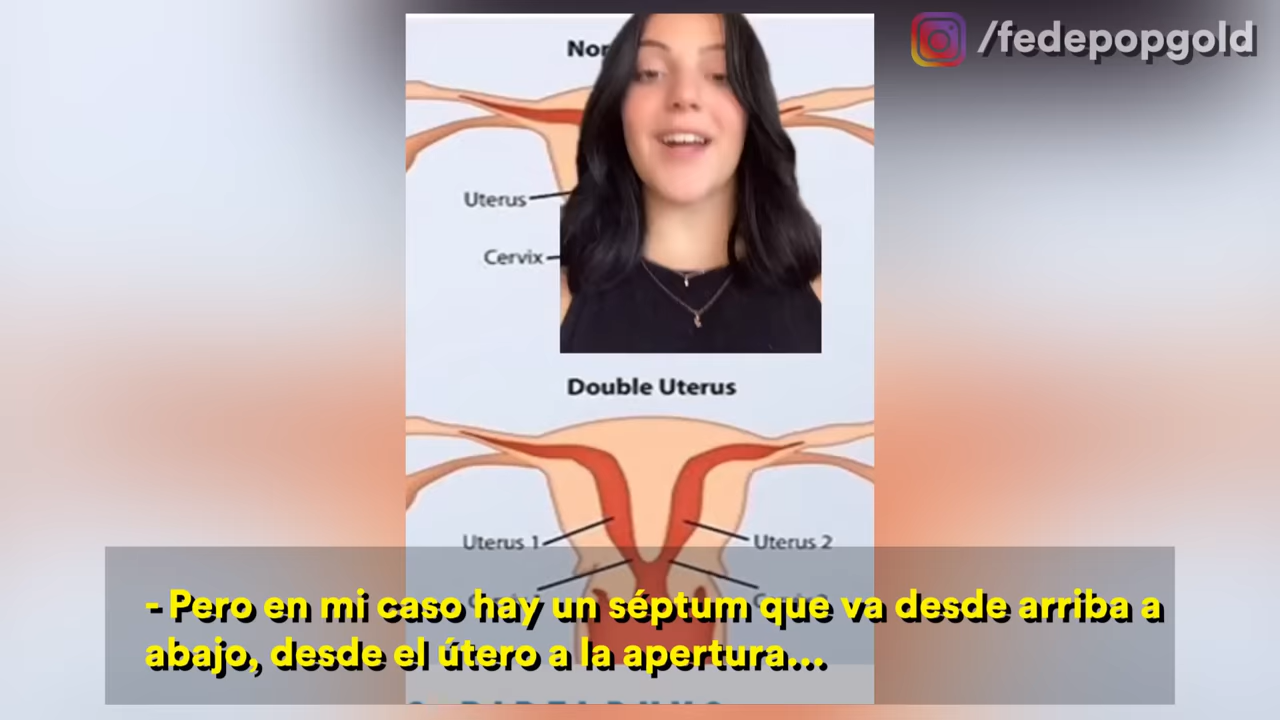 /fedepopgold
Nor
Uterus
Cervix
Double Uterus
Uterus 1
Uterus 2
- Pero en mi caso hay un séptum que va desde arriba a
abajo, desde el útero a la apertura...